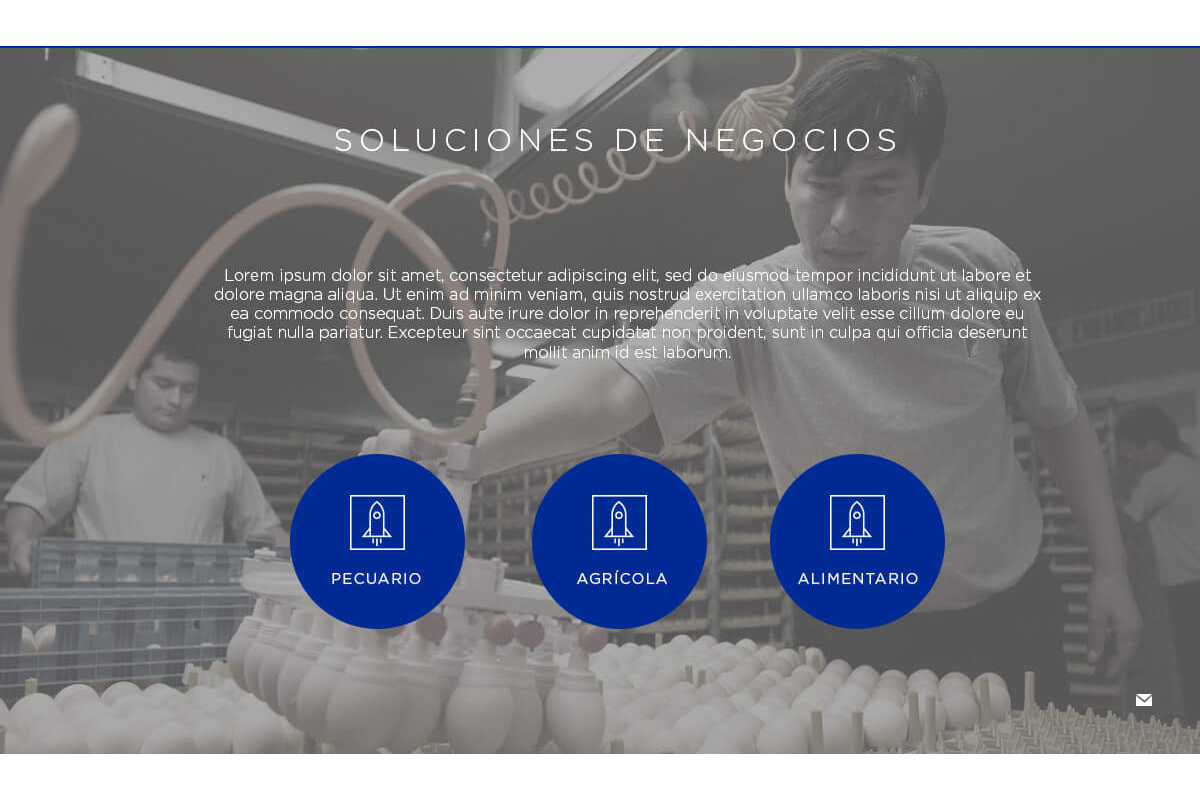 SOLUCIONES DE NEGOCIOS
Lorem ipsum dolor sit amet, consectetur adipiscing elit, sed do eiusmod tempor incididunt ut labore et
dolore magna aliqua. Ut enim ad minim veniam, quis nostrud exercitation ullamco laboris nisi ut aliquip ex
ea commodo consequat. Duis aute irure dolor in reprehenderit in voluptate velit esse cillum dolore eu
fugiat nulla pariatur. Excepteur sint occaecat cupidatat non proident, sunt in culpa qui officia deserunt
mollit anim id est laborum.
PECUARIO
AGRÍCOLA
ALIMENTARIO